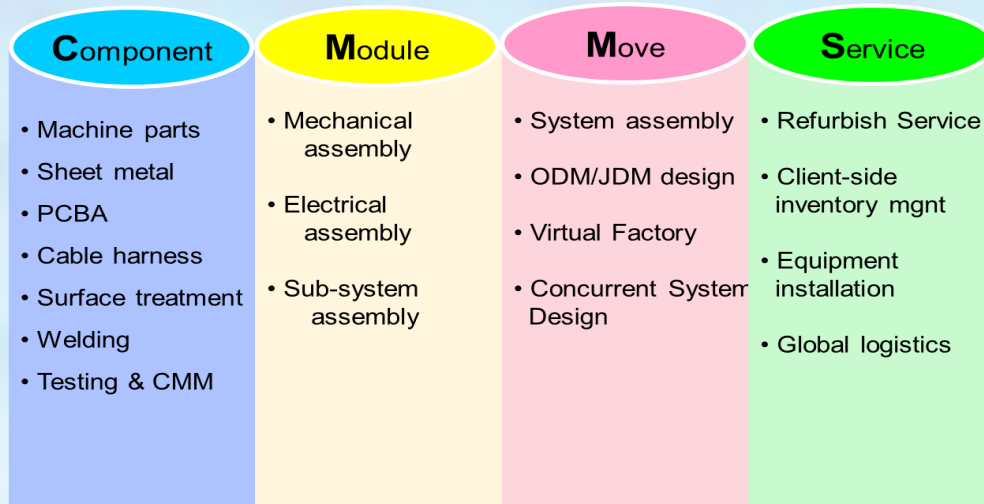 Component
• Machine parts
• Sheet metal
• PCBA
• Cable harness
• Surface treatment
• Welding
• Testing & CMM
Module
• Mechanical
assembly
• Electrical
assembly
• Sub-system
assembly
Move
• System assembly
• ODM/JDM design
• Virtual Factory
• Concurrent System
Design
Service
• Refurbish Service
• Client-side
inventory mgnt
• Equipment
installation
• Global logistics